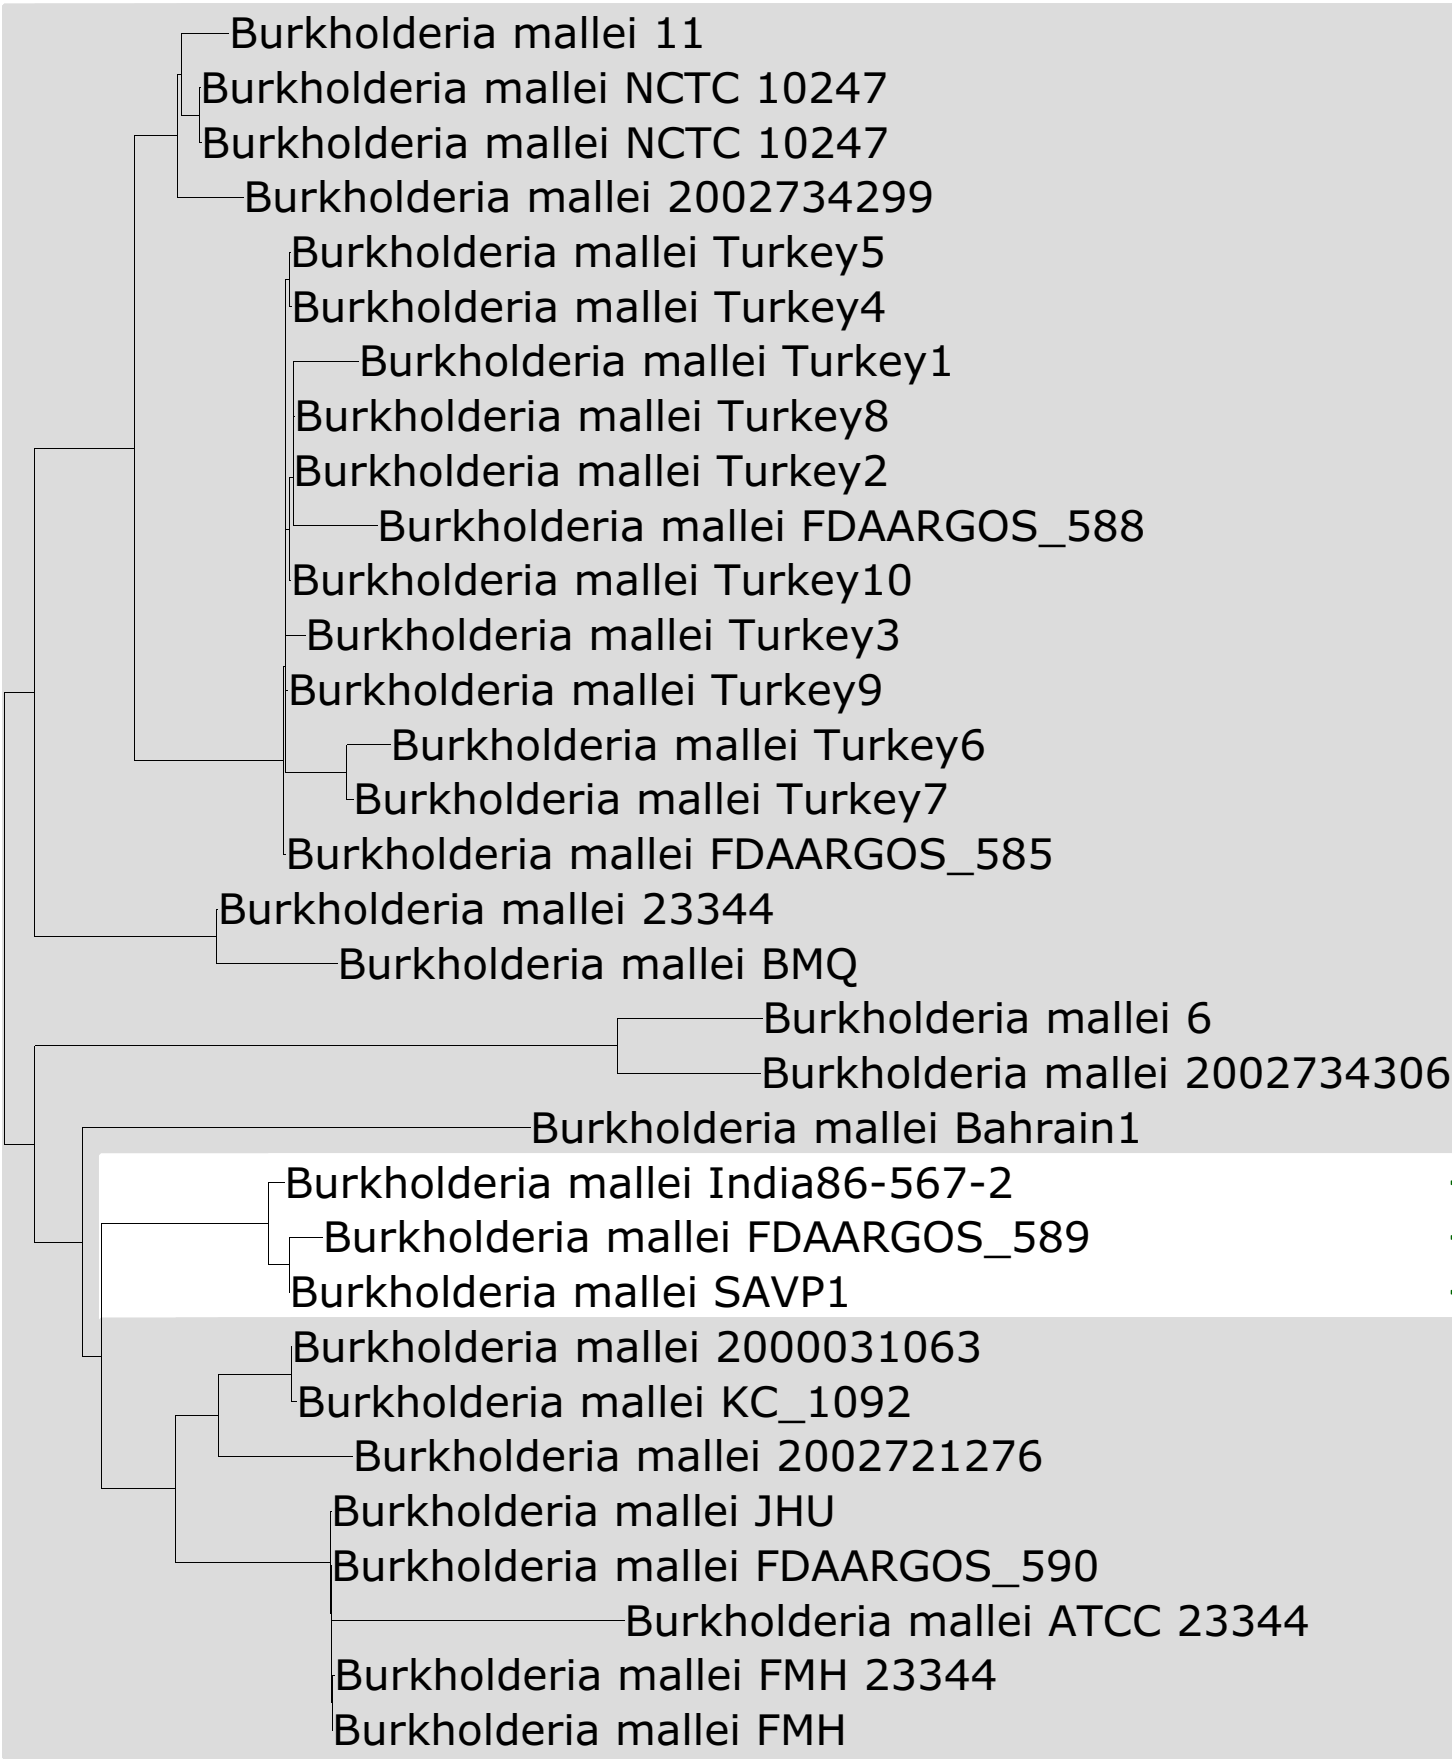 Burkholderia mallei 11
Burkholderia mallei NCTC 10247
Burkholderia mallei NCTC 10247
Burkholderia mallei 2002734299
Burkholderia mallei Turkey5
Burkholderia mallei Turkey4
Burkholderia mallei Turkey1
Burkholderia mallei Turkey8
Burkholderia mallei Turkey2
Burkholderia mallei FDAARGOS_588
Burkholderia mallei Turkey10
Burkholderia mallei Turkey3
Burkholderia mallei Turkey9
Burkholderia mallei Turkey6
Burkholderia mallei Turkey7
Burkholderia mallei FDAARGOS_585
Burkholderia mallei 23344
Burkholderia mallei BMQ
Burkholderia mallei 6
Burkholderia mallei 2002734306
Burkholderia mallei Bahrain1
Burkholderia mallei India86-567-2
Burkholderia mallei FDAARGOS_589
Burkholderia mallei SAVP1
Burkholderia mallei 2000031063
Burkholderia mallei KC_1092
Burkholderia mallei 2002721276
Burkholderia mallei JHU
Burkholderia mallei FDAARGOS_590
Burkholderia mallei ATCC 23344
Burkholderia mallei FMH 23344
Burkholderia mallei FMH